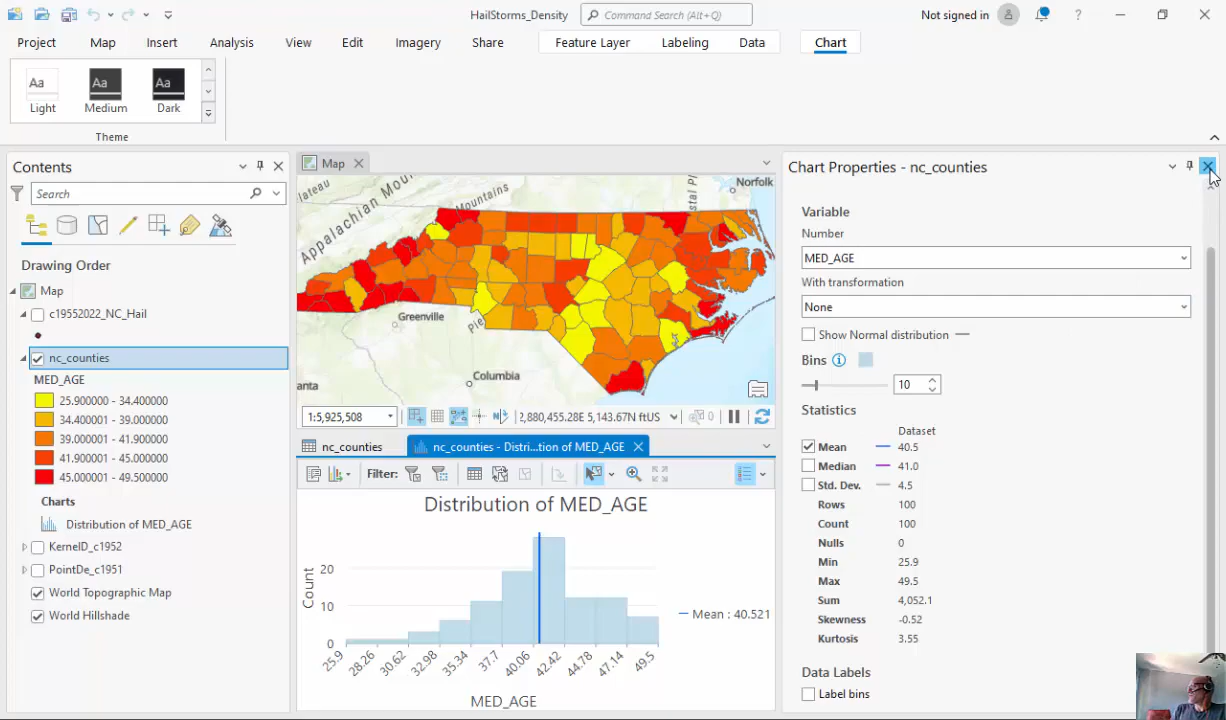 HailStorms_Density
Command Search (Alt+Q)
Not signed in
?
Project
Map
Insert
Analysis
View
Edit
Imagery
Share
Feature Layer
Labeling
Data
Chart
Aa
Aa
Aa
Light
Medium
Dark
Theme
Contents
Search
Drawing Order
Map
c19552022_NC_Hail
nc_counties
MED_AGE
25.900000 - 34.400000
34.400001 - 39.000000
39.000001 - 41.900000
41.900001 - 45.000000
45.000001 - 49.500000
Charts
Distribution of MED_AGE
KernelD_c1952
PointDe_c1951
World Topographic Map
World Hillshade
Map
Appalachian Mou
Mountains
Norfolk
Greenville
Columbia
anta
1:5,925,508
2,880,455.28E 5,143.67N ftUS
0
nc_counties
nc_counties - Distri...tion of MED_AGE
Filter:
Distribution of MED_AGE
Count
20
10
0
25.9
28.26
30.62
32.98
35.34
37.7
40.06
42.42
44.78
47.14
49.5
MED_AGE
Mean : 40.521
Chart Properties - nc_counties
Variable
Number
MED_AGE
With transformation
None
Show Normal distribution
Bins
10
Statistics
Dataset
Mean 40.5
Median 41.0
Std. Dev. 4.5
Rows 100
Count 100
Nulls 0
Min 25.9
Max 49.5
Sum 4,052.1
Skewness -0.52
Kurtosis 3.55
Data Labels
Label bins